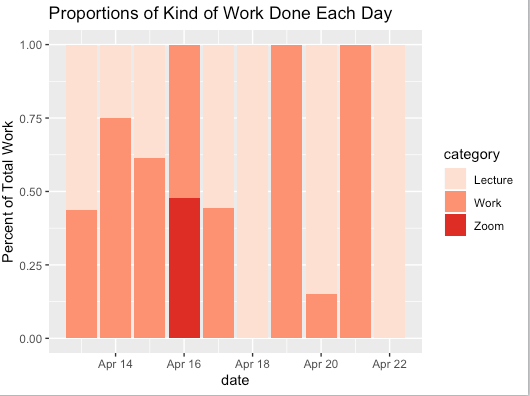 Proportions of Kind of Work Done Each Day
1.00
0.75
0.50
0.25
0.00
Percent of Total Work
Apr 14 Apr 16 Apr 18 Apr 20 Apr 22
date
category
Lecture
Work
Zoom